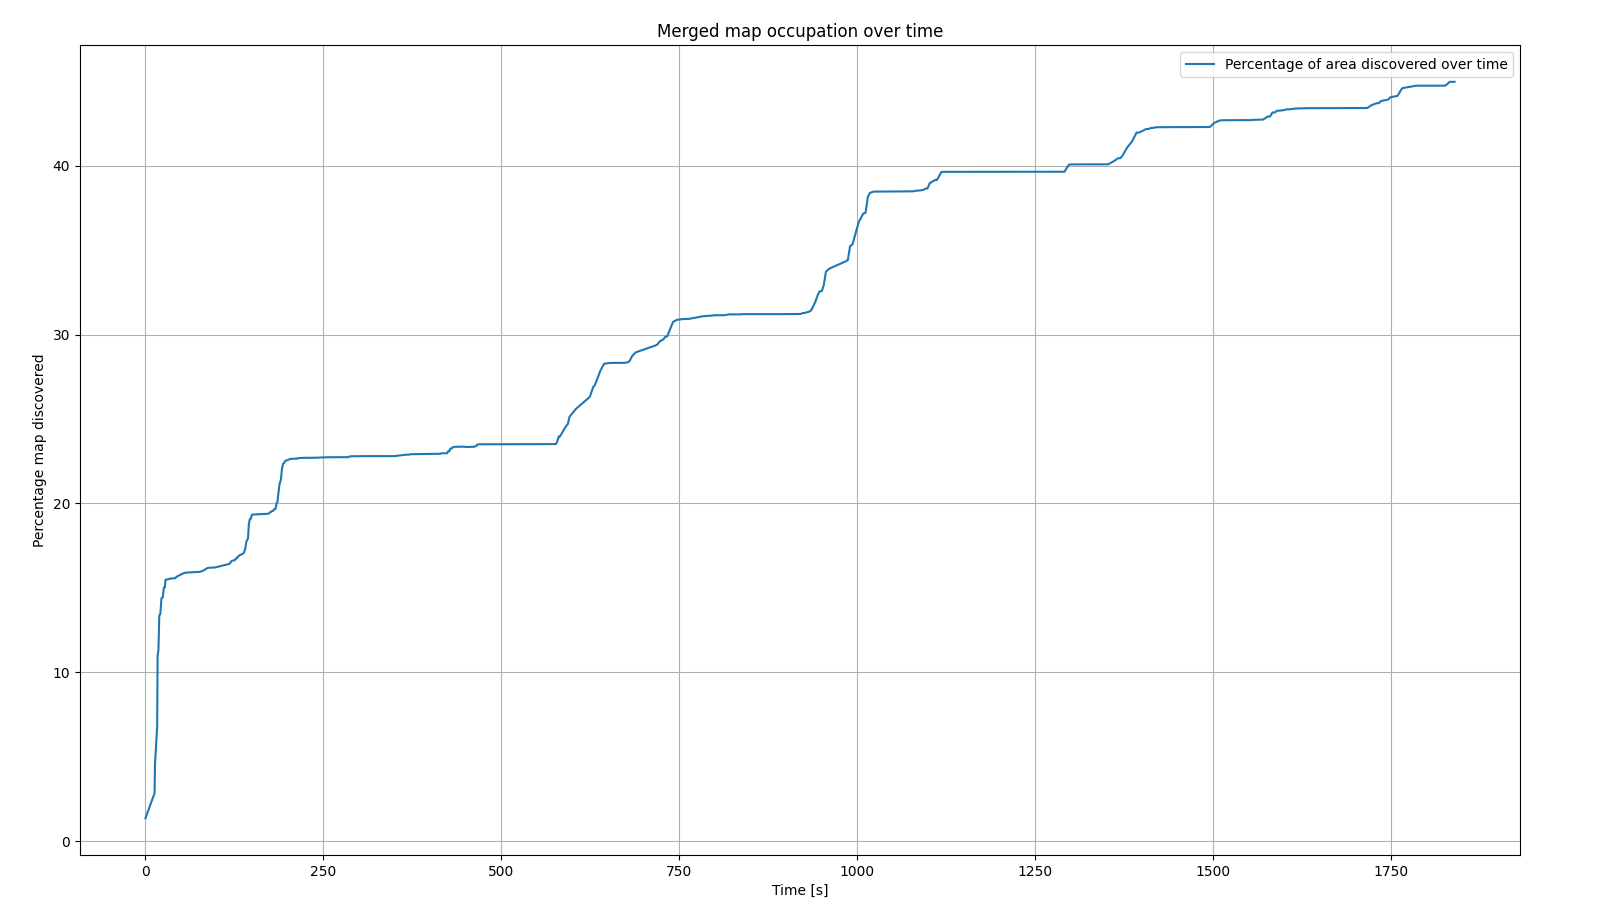 Merged map occupation over time
Percentage of area discovered over time
40
30
20
10
0
Percentage map discovered
0 250 500 750 1000 1250 1500 1750
Time [s]